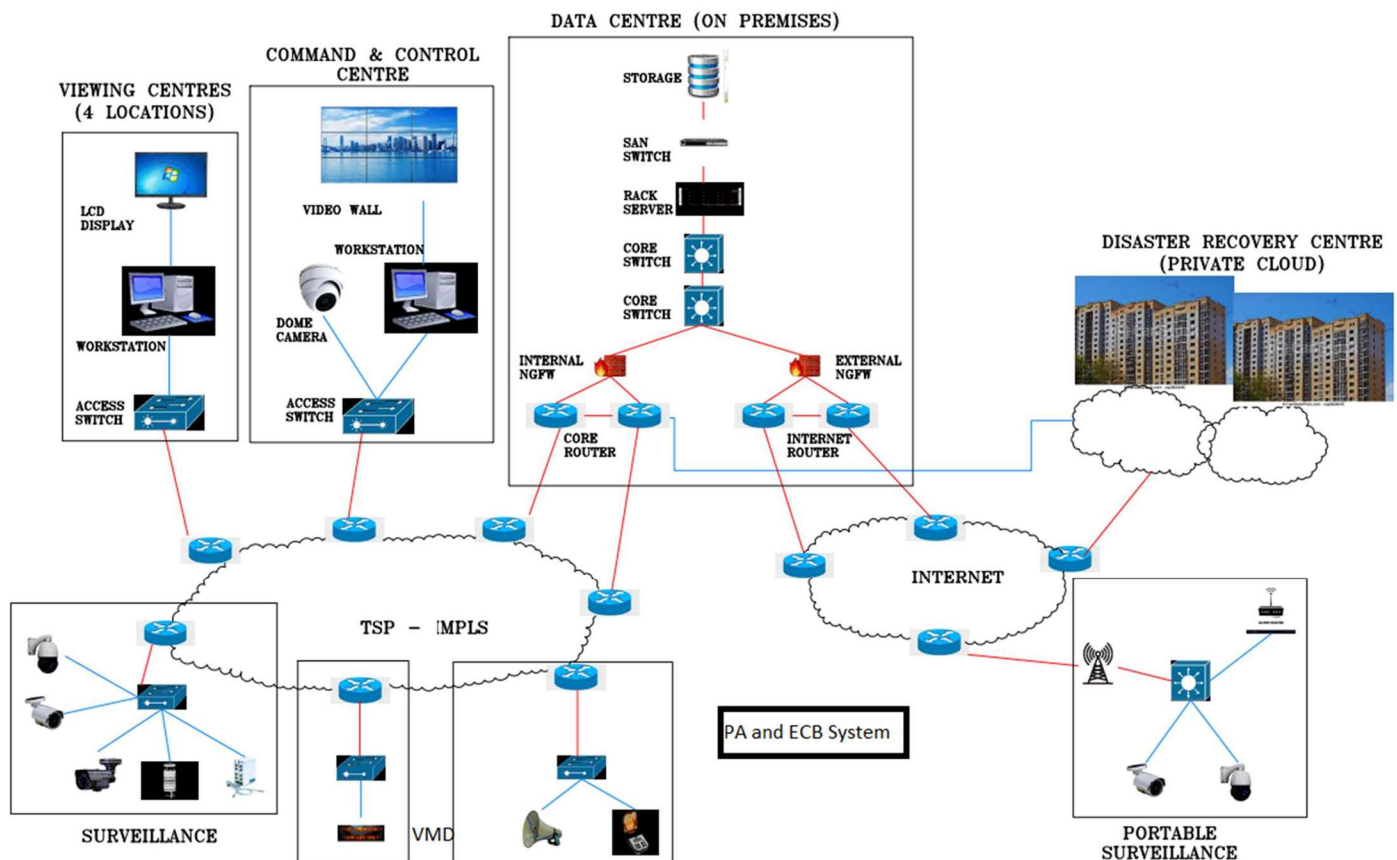 DATA CENTRE (ON PREMISES)
COMMAND & CONTROL
CENTRE
VIEWING CENTRES
(4 LOCATIONS)
STORAGE
SAN
SWITCH
RACK
SERVER
LCD
DISPLAY
VIDEO WALL
WORKSTATION
CORE
SWITCH
DISASTER RECOVERY CENTRE
(PRIVATE CLOUD)
CORE
SWITCH
DOME
CAMERA
WORKSTATION
INTERNAL
NGFW
EXTERNAL
NGFW
ACCESS
SWITCH
ACCESS
SWITCH
CORE
ROUTER
INTERNET
ROUTER
INTERNET
TSP - IMPLS
PA and ECB System
VMD
SURVEILLANCE
PORTABLE
SURVEILLANCE